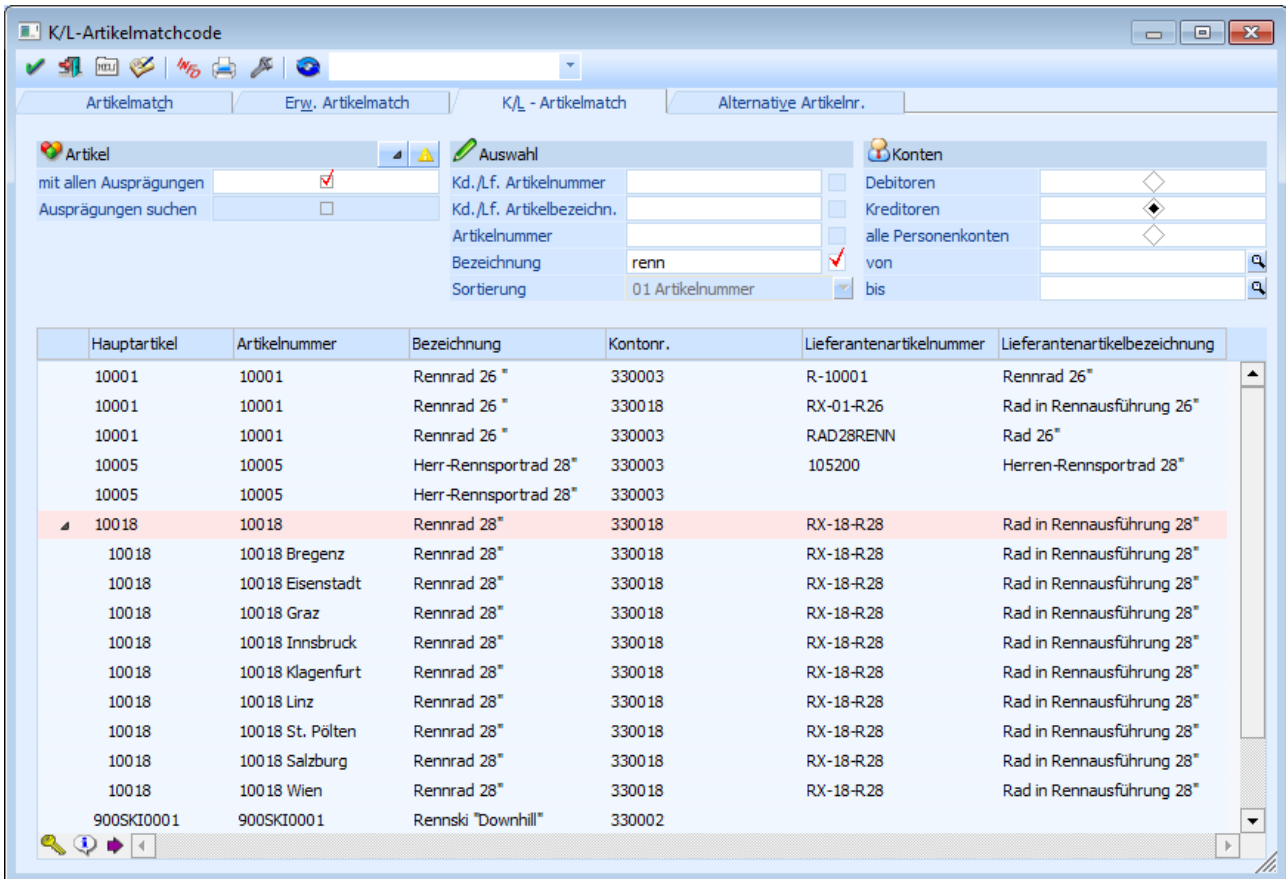 K/L-Artikelmatchcode
Artikelmatch Erw. Artikelmatch K/L - Artikelmatch Alternative Artikelnr.
Artikel Auswahl Konten
mit allen Ausprägungen Kd./Lf. Artikelnummer Debitoren
Ausprägungen suchen Kd./Lf. Artikelbezeichn. Kreditoren
Artikelnummer alle Personenkonten
Bezeichnung renn von
Sortierung 01 Artikelnummer bis
Hauptartikel Artikelnummer Bezeichnung Kontonr. Lieferantenartikelnummer Lieferantenartikelbezeichnung
10001 10001 Rennrad 26 " 330003 R-10001 Rennrad 26"
10001 10001 Rennrad 26 " 330018 RX-01-R26 Rad in Rennausführung 26"
10001 10001 Rennrad 26 " 330003 RAD28RENN Rad 26"
10005 10005 Herr-Rennsportrad 28" 330003 105200 Herren-Rennsportrad 28"
10005 10005 Herr-Rennsportrad 28" 330003
10018 10018 Rennrad 28" 330018 RX-18-R28 Rad in Rennausführung 28"
10018 10018 Bregenz Rennrad 28" 330018 RX-18-R28 Rad in Rennausführung 28"
10018 10018 Eisenstadt Rennrad 28" 330018 RX-18-R28 Rad in Rennausführung 28"
10018 10018 Graz Rennrad 28" 330018 RX-18-R28 Rad in Rennausführung 28"
10018 10018 Innsbruck Rennrad 28" 330018 RX-18-R28 Rad in Rennausführung 28"
10018 10018 Klagenfurt Rennrad 28" 330018 RX-18-R28 Rad in Rennausführung 28"
10018 10018 Linz Rennrad 28" 330018 RX-18-R28 Rad in Rennausführung 28"
10018 10018 St. Pölten Rennrad 28" 330018 RX-18-R28 Rad in Rennausführung 28"
10018 10018 Salzburg Rennrad 28" 330018 RX-18-R28 Rad in Rennausführung 28"
10018 10018 Wien Rennrad 28" 330018 RX-18-R28 Rad in Rennausführung 28"
900SKI0001 900SKI0001 Rennski "Downhill" 330002